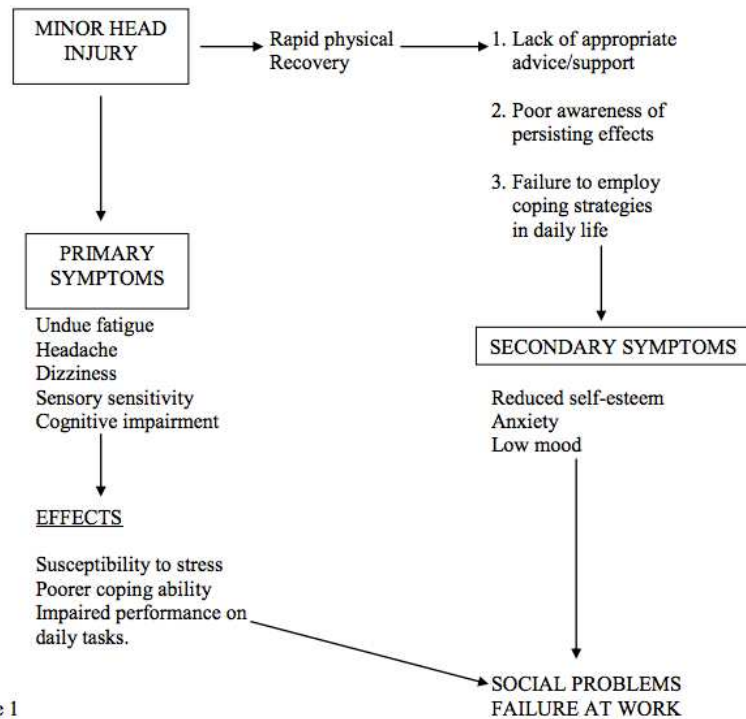 MINOR HEAD
INJURY
Rapid physical
Recovery
1. Lack of appropriate
advice/support
2. Poor awareness of
persisting effects
3. Failure to employ
coping strategies
in daily life
PRIMARY
SYMPTOMS
Undue fatigue
Headache
Dizziness
Sensory sensitivity
Cognitive impairment
SECONDARY SYMPTOMS
Reduced self-esteem
Anxiety
Low mood
EFFECTS
Susceptibility to stress
Poorer coping ability
Impaired performance on
daily tasks.
SOCIAL PROBLEMS
FAILURE AT WORK
e 1